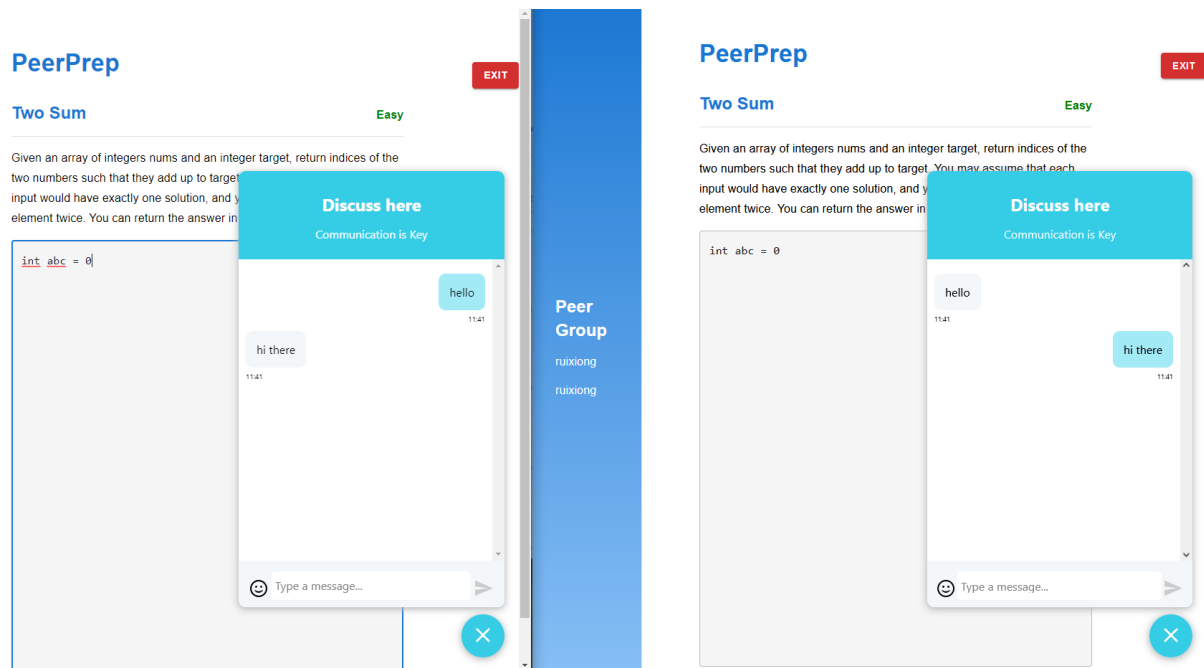 PeerPrep
EXIT
Two Sum
Easy
Given an array of integers nums and an integer target, return indices of the
two numbers such that they add up to target
input would have exactly one solution, and y
element twice. You can return the answer in
int abc = 0
Discuss here
Communication is Key
hello
11:41
hi there
11:41
Type a message...
Peer
Group
ruixiong
ruixiong
PeerPrep
EXIT
Two Sum
Easy
Given an array of integers nums and an integer target, return indices of the
two numbers such that they add up to target. You may assume that each
input would have exactly one solution, and y
element twice. You can return the answer in
int abc = 0
Discuss here
Communication is Key
hello
11:41
hi there
11:41
Type a message...